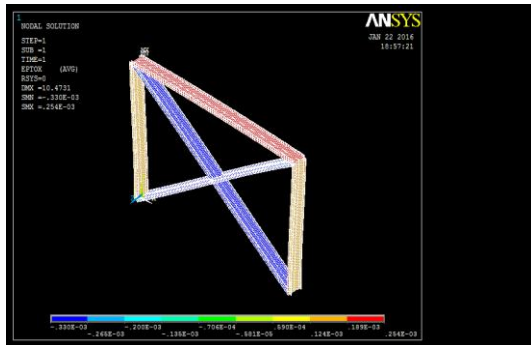 1
NODAL SOLUTION
STEP=1
SUB =1
TIME=1
EPTOX (AVG)
RSYS=0
DMX =10.4731
SMN =-.330E-03
SMX =.254E-03
ANSYS
JAN 22 2016
18:57:21
-.330E-03 -.200E-03 -.706E-04 .590E-04 .189E-03
-.265E-03 -.135E-03 -.581E-05 .124E-03 .254E-03